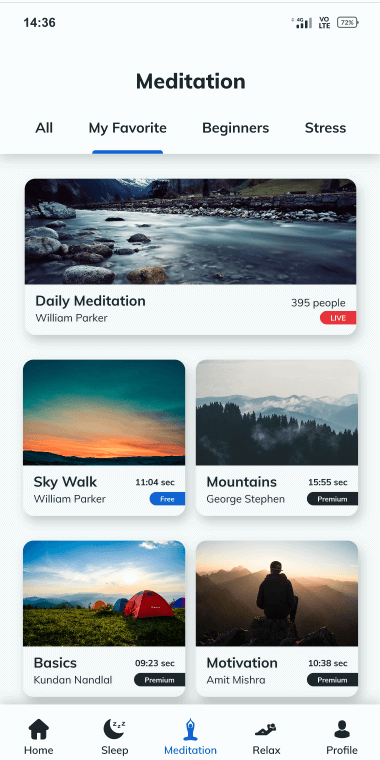 14:36
4G
VO
LTE
72%
Meditation
All My Favorite Beginners Stress
Daily Meditation
395 people
William Parker
LIVE
Sky Walk 11:04 sec
William Parker Free
Mountains 15:55 sec
George Stephen Premium
Basics 09:23 sec
Kundan Nandlal Premium
Motivation 10:38 sec
Amit Mishra Premium
z z z
Home Sleep Meditation Relax Profile